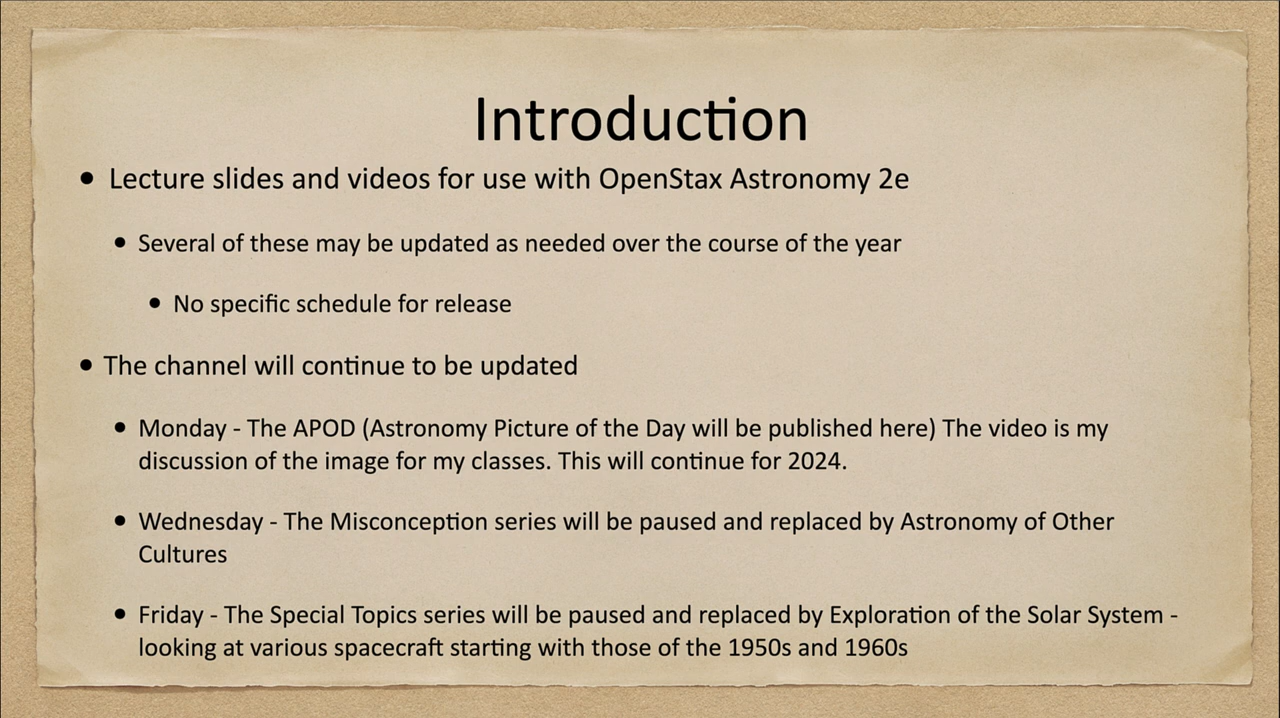 Introduction
• Lecture slides and videos for use with OpenStax Astronomy 2e
• Several of these may be updated as needed over the course of the year
• No specific schedule for release
• The channel will continue to be updated
• Monday - The APOD (Astronomy Picture of the Day will be published here) The video is my
discussion of the image for my classes. This will continue for 2024.
• Wednesday - The Misconception series will be paused and replaced by Astronomy of Other
Cultures
• Friday - The Special Topics series will be paused and replaced by Exploration of the Solar System -
looking at various spacecraft starting with those of the 1950s and 1960s